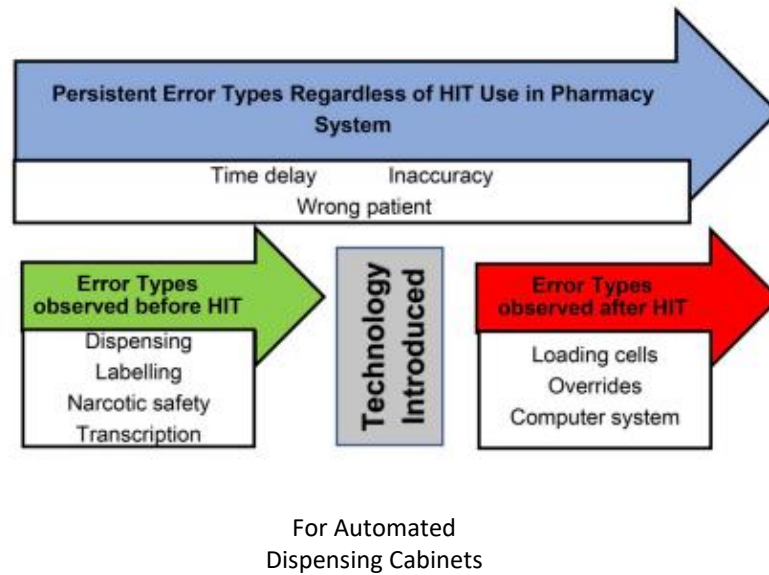 Persistent Error Types Regardless of HIT Use in Pharmacy
System
Time delay Inaccuracy
Wrong patient
Error Types
observed before HIT
Dispensing
Labelling
Narcotic safety
Transcription
Technology
Introduced
Error Types
observed after HIT
Loading cells
Overrides
Computer system
For Automated
Dispensing Cabinets